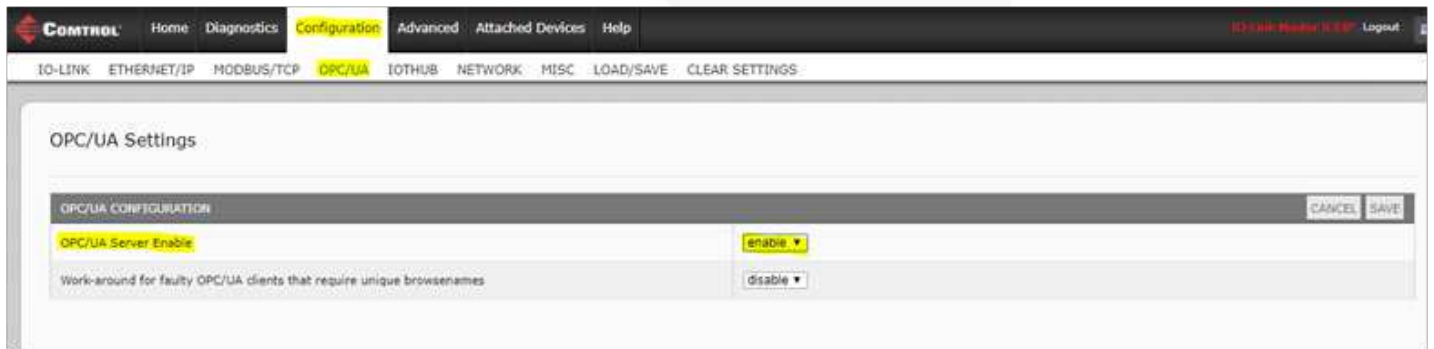 COMTROL Home Diagnostics Configuration Advanced Attached Devices Help Logout
IO-LINK ETHERNET/IP MODBUS/TCP OPC/UA IOTHUB NETWORK MISC LOAD/SAVE CLEAR SETTINGS
OPC/UA Settings
OPC/UA CONFIGURATION CANCEL SAVE
OPC/UA Server Enable enable
Work-around for faulty OPC/UA clients that require unique browsenames disable